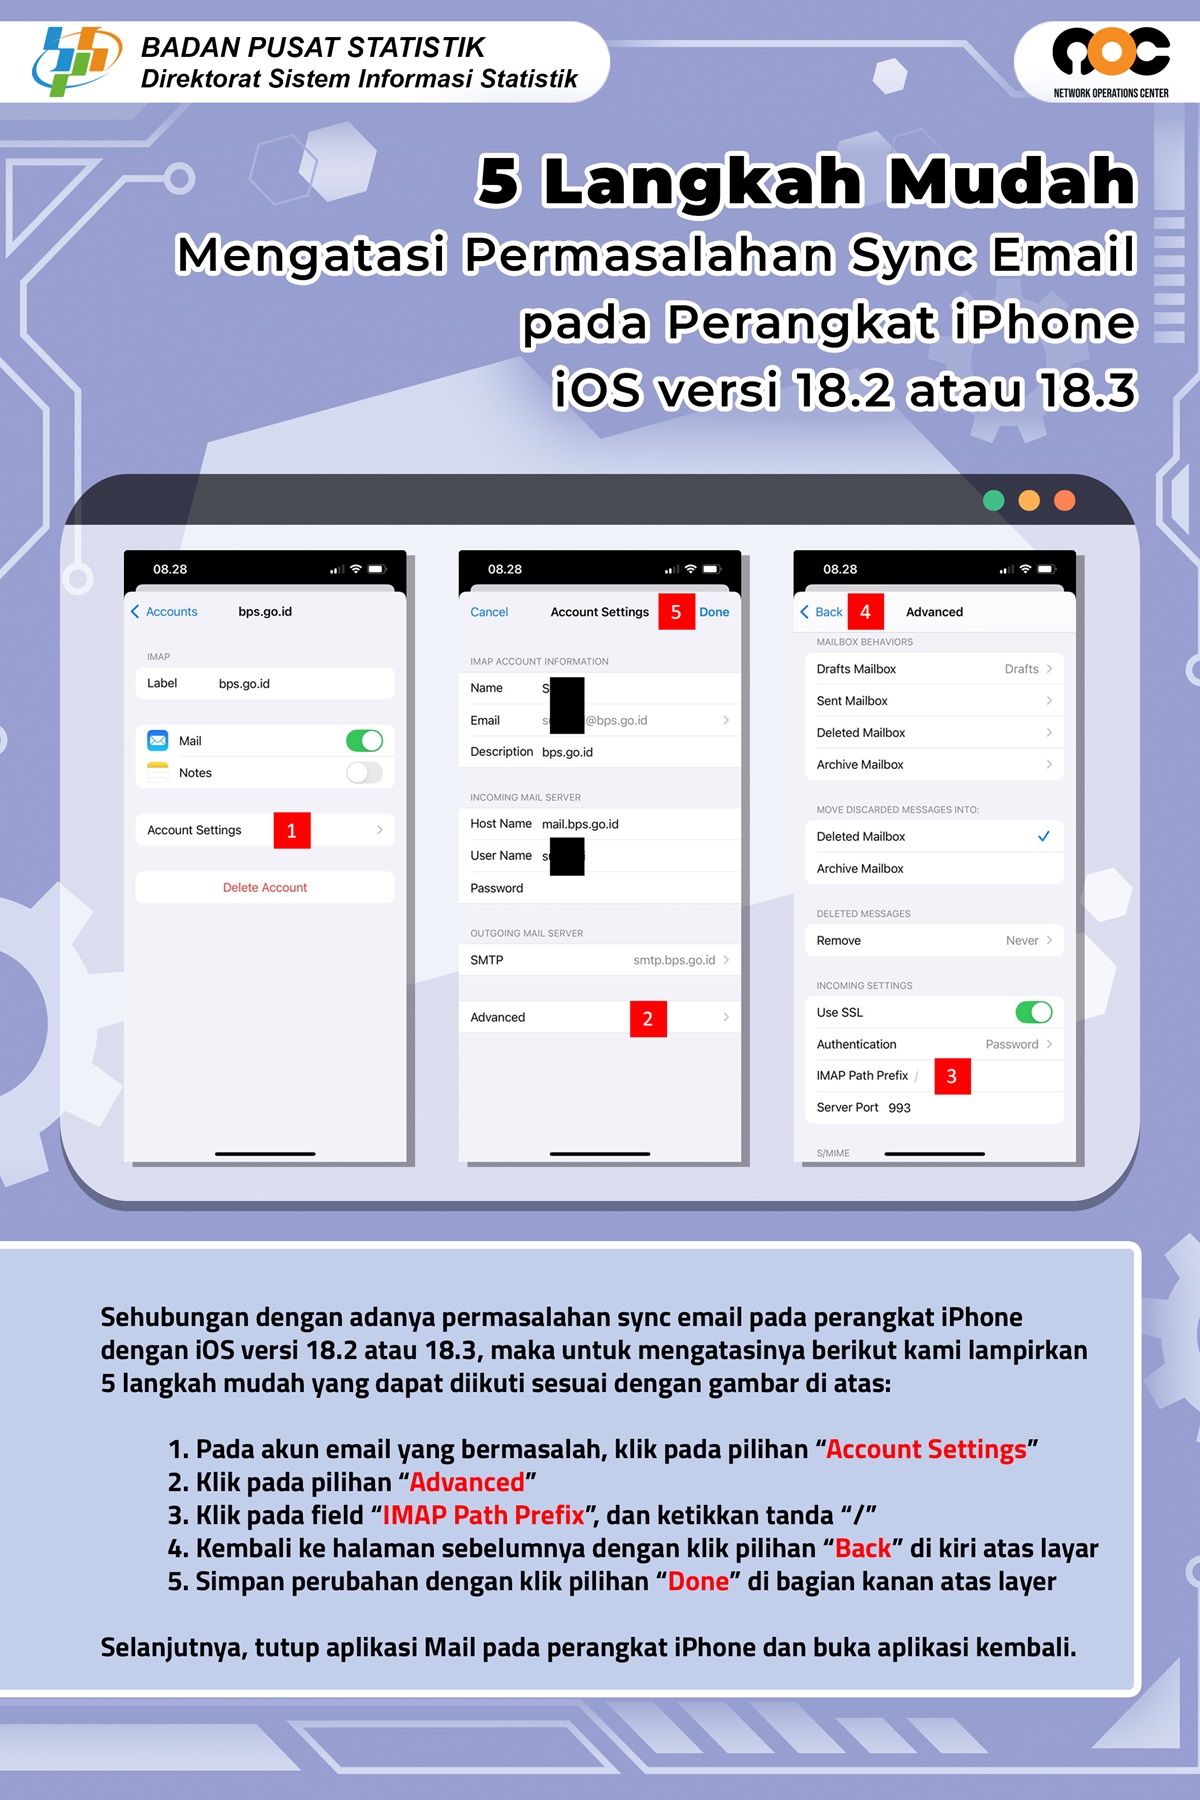 BADAN PUSAT STATISTIK
Direktorat Sistem Informasi Statistik
noc
NETWORK OPERATIONS CENTER
5 Langkah Mudah
Mengatasi Permasalahan Sync Email
pada Perangkat iPhone
iOS versi 18.2 atau 18.3
08.28
Accounts
bps.go.id
IMAP
Label bps.go.id
Mail
Notes
Account Settings 1
Delete Account
08.28
Cancel Account Settings 5 Done
IMAP ACCOUNT INFORMATION
Name S
Email @bps.go.id
Description bps.go.id
INCOMING MAIL SERVER
Host Name mail.bps.go.id
User Name
Password
OUTGOING MAIL SERVER
SMTP smtp.bps.go.id
Advanced 2
08.28
Back 4 Advanced
MAILBOX BEHAVIORS
Drafts Mailbox Drafts
Sent Mailbox
Deleted Mailbox
Archive Mailbox
MOVE DISCARDED MESSAGES INTO:
Deleted Mailbox
Archive Mailbox
DELETED MESSAGES
Remove Never
INCOMING SETTINGS
Use SSL
Authentication Password
IMAP Path Prefix / 3
Server Port 993
S/MIME
Sehubungan dengan adanya permasalahan sync email pada perangkat iPhone
dengan iOS versi 18.2 atau 18.3, maka untuk mengatasinya berikut kami lampirkan
5 langkah mudah yang dapat diikuti sesuai dengan gambar di atas:
1. Pada akun email yang bermasalah, klik pada pilihan “Account Settings”
2. Klik pada pilihan “Advanced”
3. Klik pada field “IMAP Path Prefix”, dan ketikkan tanda “/”
4. Kembali ke halaman sebelumnya dengan klik pilihan “Back” di kiri atas layar
5. Simpan perubahan dengan klik pilihan “Done” di bagian kanan atas layer
Selanjutnya, tutup aplikasi Mail pada perangkat iPhone dan buka aplikasi kembali.